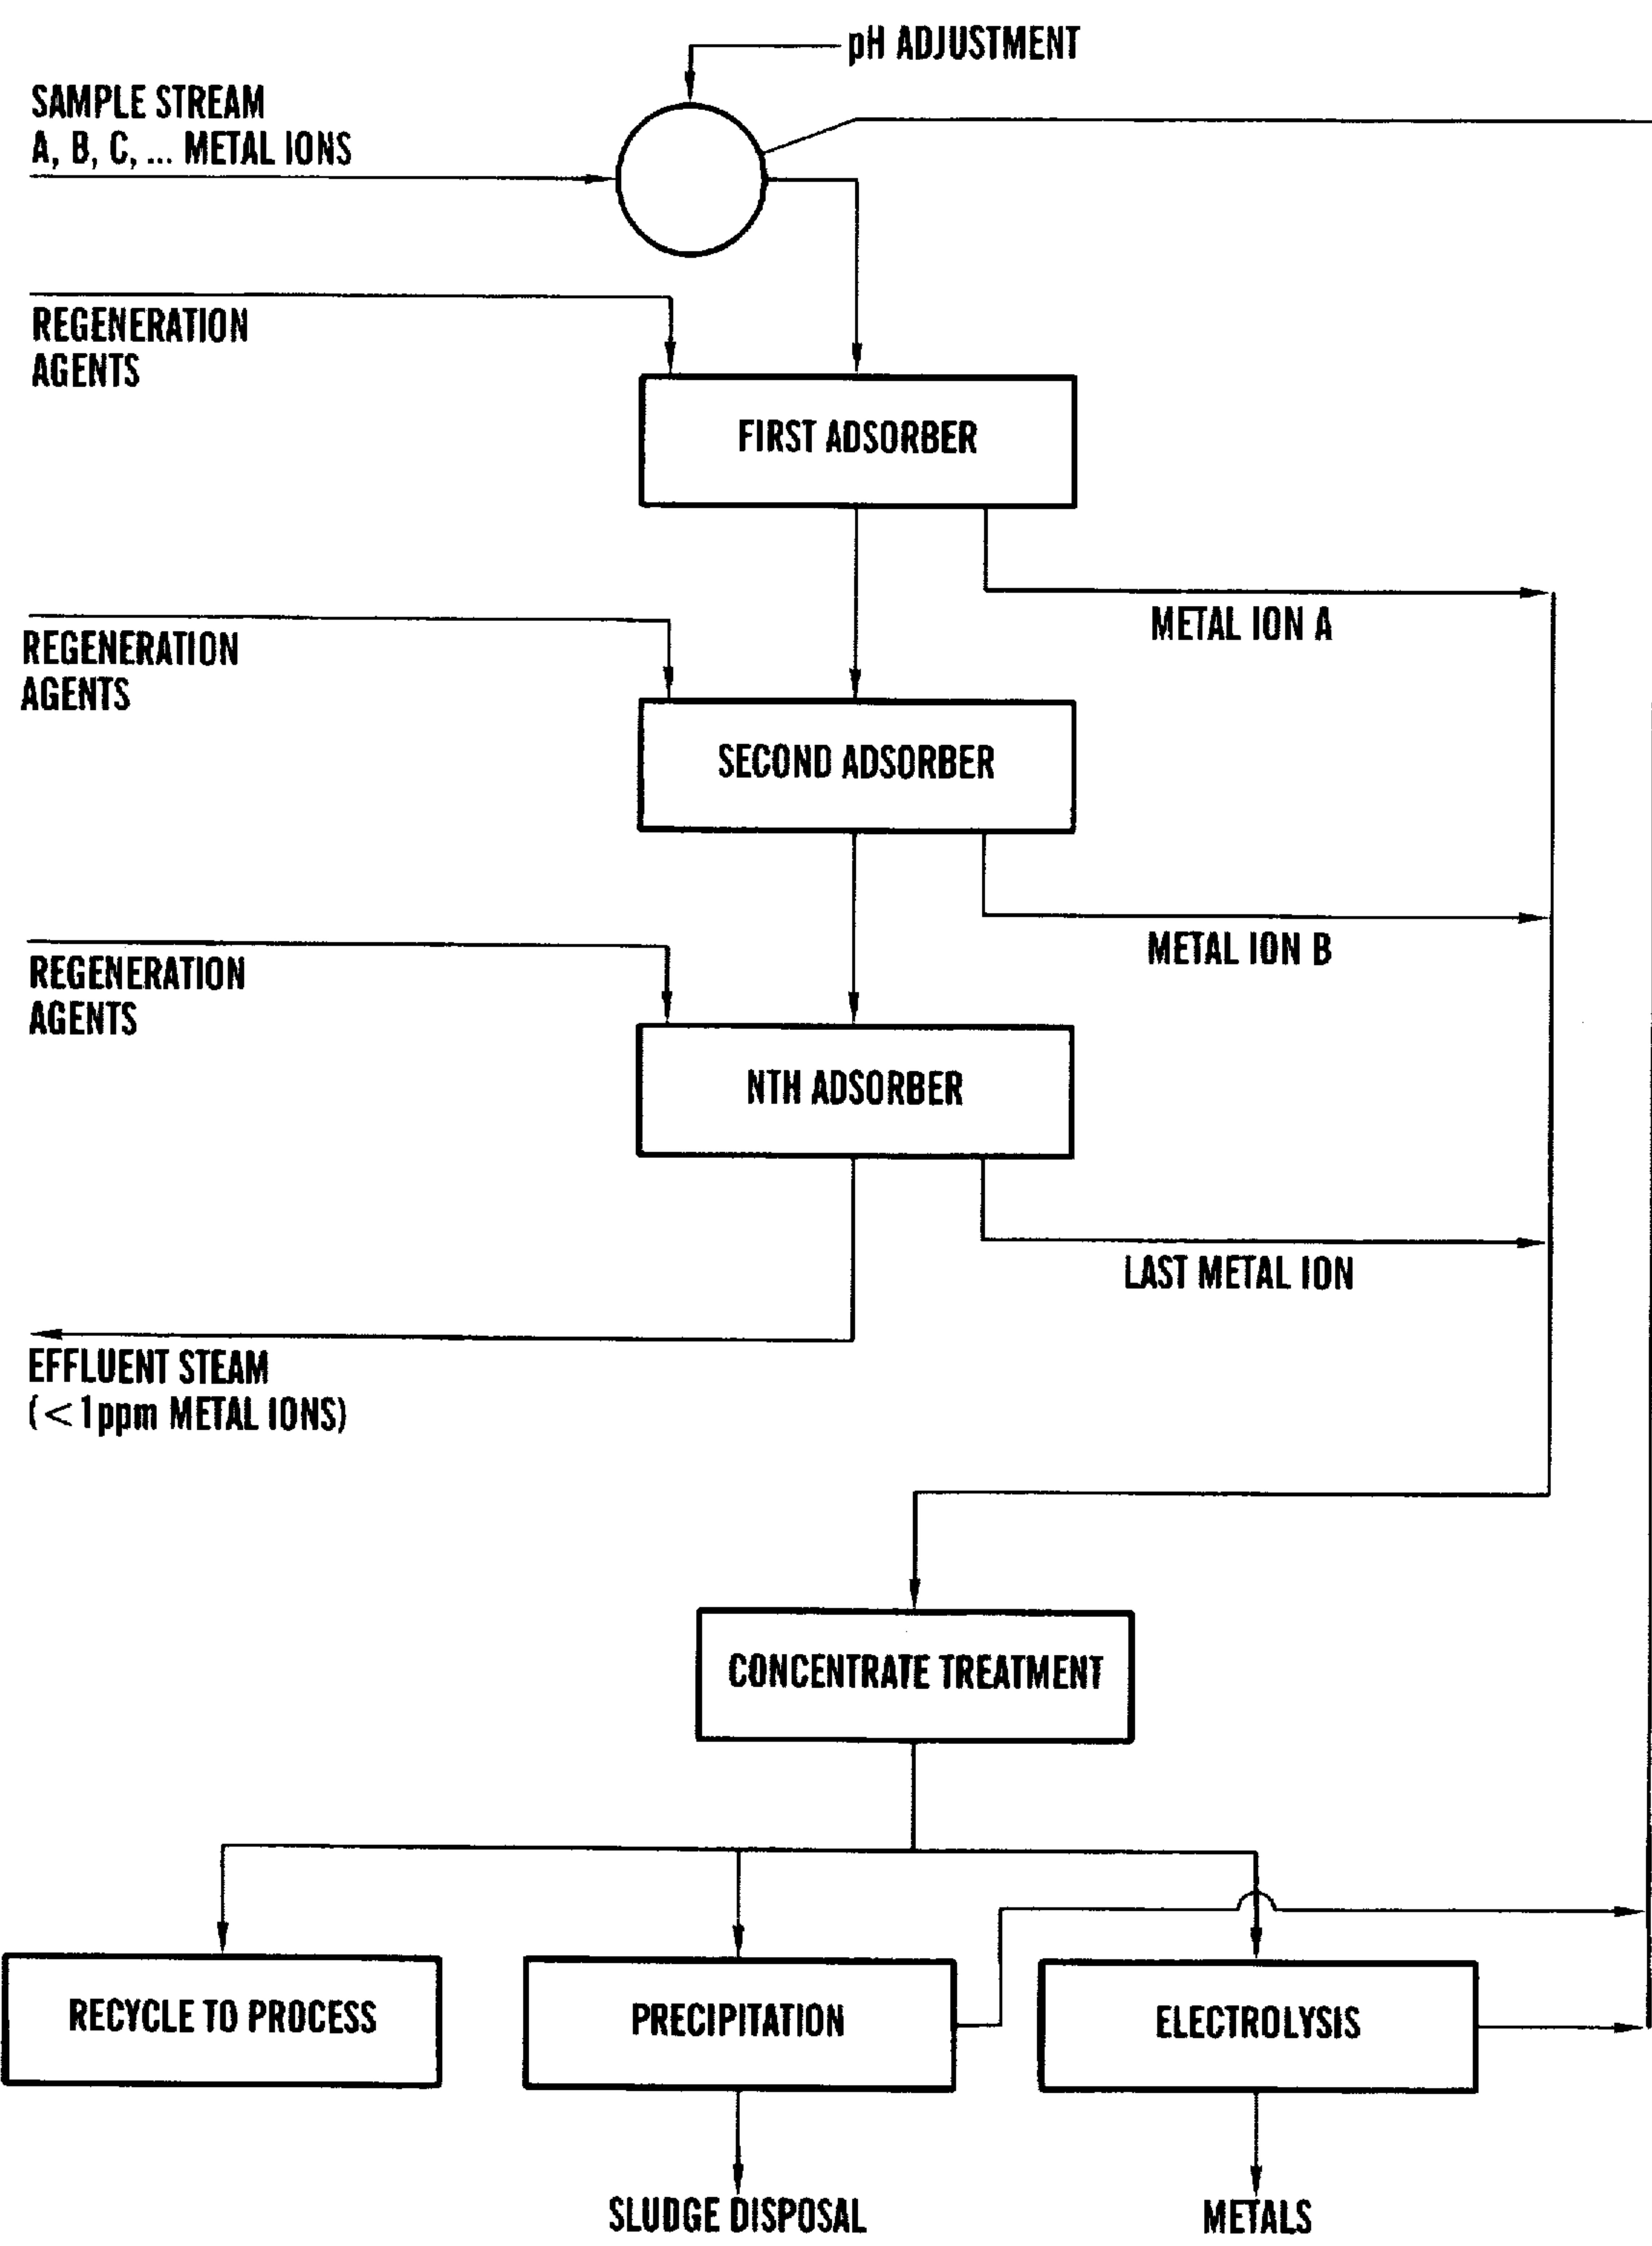 pH ADJUSTMENT
SAMPLE STREAM
A, B, C, ... METAL IONS
REGENERATION
AGENTS
FIRST ADSORBER
METAL ION A
REGENERATION
AGENTS
SECOND ADSORBER
METAL ION B
REGENERATION
AGENTS
NTH ADSORBER
LAST METAL ION
EFFLUENT STEAM
(<1ppm METAL IONS)
CONCENTRATE TREATMENT
RECYCLE TO PROCESS
PRECIPITATION
ELECTROLYSIS
SLUDGE DISPOSAL
METALS